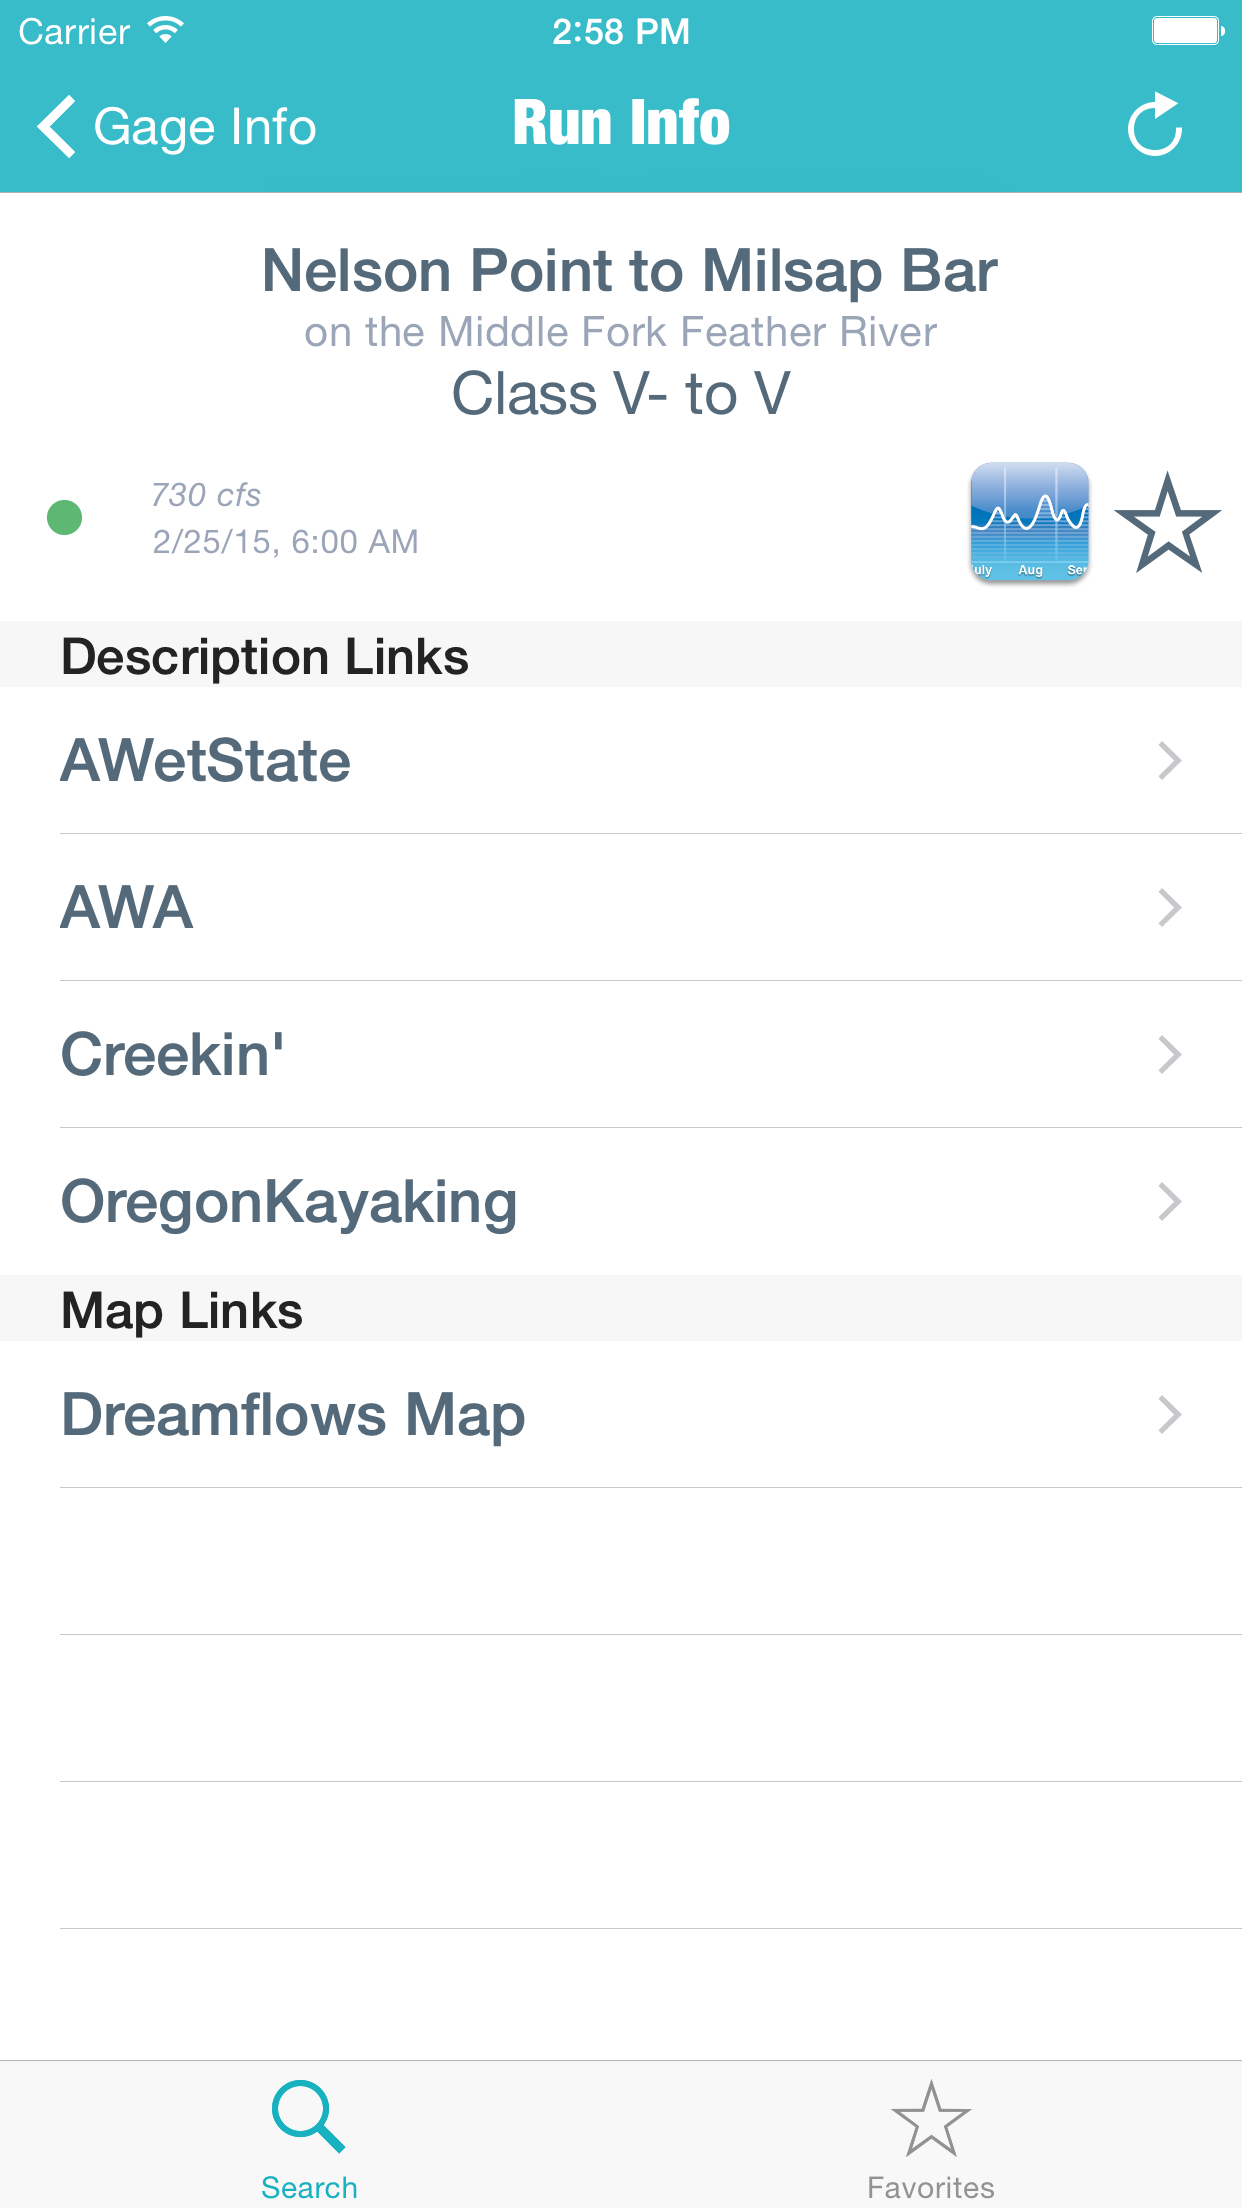 Carrier
2:58 PM
Gage Info
Run Info
Nelson Point to Milsap Bar
on the Middle Fork Feather River
Class V- to V
730 cfs
2/25/15, 6:00 AM
uly Aug Sep
Description Links
AWetState
AWA
Creekin'
OregonKayaking
Map Links
Dreamflows Map
Search
Favorites